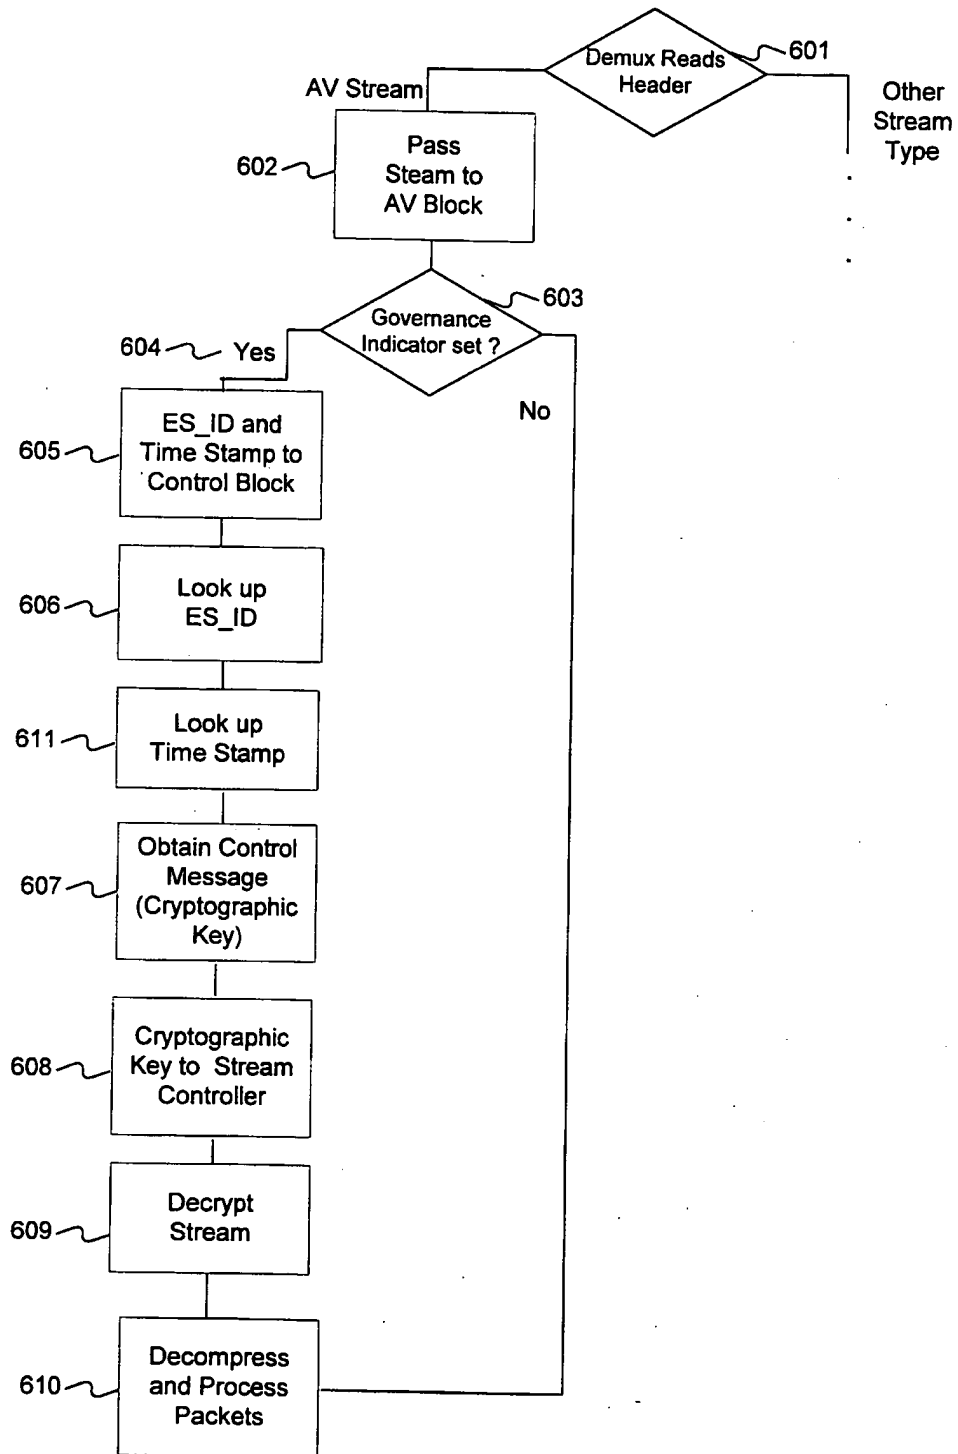 Demux Reads
Header
601
AV Stream
Other
Stream
Type
Pass
Steam to
AV Block
602
Governance
Indicator set ?
603
604
Yes
No
ES_ID and
Time Stamp to
Control Block
605
Look up
ES_ID
606
Look up
Time Stamp
611
Obtain Control
Message
(Cryptographic
Key)
607
Cryptographic
Key to Stream
Controller
608
Decrypt
Stream
609
Decompress
and Process
Packets
610